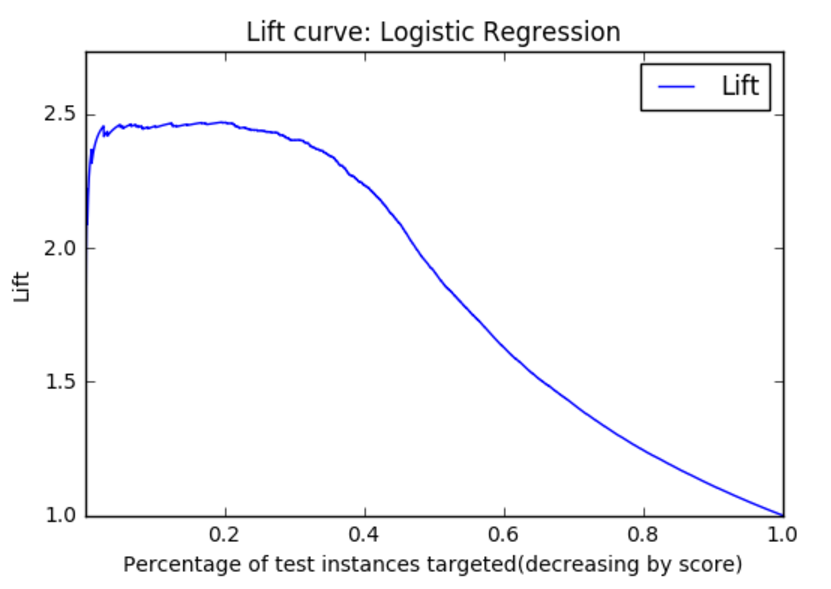 Lift curve: Logistic Regression
Lift
2.5
2.0
1.5
1.0
Lift
0.2 0.4 0.6 0.8 1.0
Percentage of test instances targeted(decreasing by score)